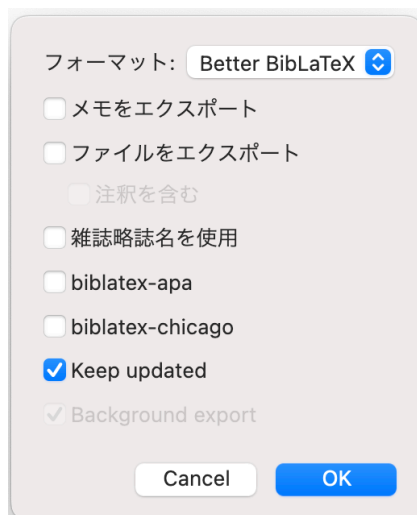 フォーマット: Better BibLaTeX
メモをエクスポート
ファイルをエクスポート
注釈を含む
雑誌略誌名を使用
biblatex-apa
biblatex-chicago
Keep updated
Background export
Cancel OK